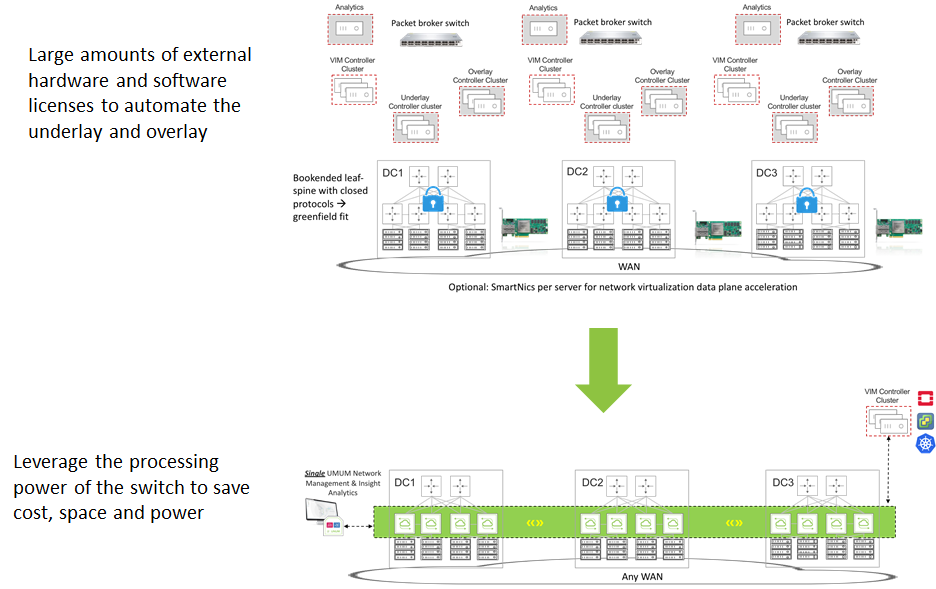 Large amounts of external
hardware and software
licenses to automate the
underlay and overlay
Analytics
Packet broker switch
VIM Controller
Cluster
Overlay
Controller Cluster
Underlay
Controller cluster
Analytics
Packet broker switch
VIM Controller
Cluster
Overlay
Controller Cluster
Underlay
Controller cluster
Analytics
Packet broker switch
VIM Controller
Cluster
Overlay
Controller Cluster
Underlay
Controller cluster
Bookended leaf-
spine with closed
protocols →
greenfield fit
DC1
DC2
DC3
WAN
Optional: SmartNics per server for network virtualization data plane acceleration
VIM Controller
Cluster
Leverage the processing
power of the switch to save
cost, space and power
Single UMUM Network
Management & Insight
Analytics
DC1
DC2
DC3
Any WAN